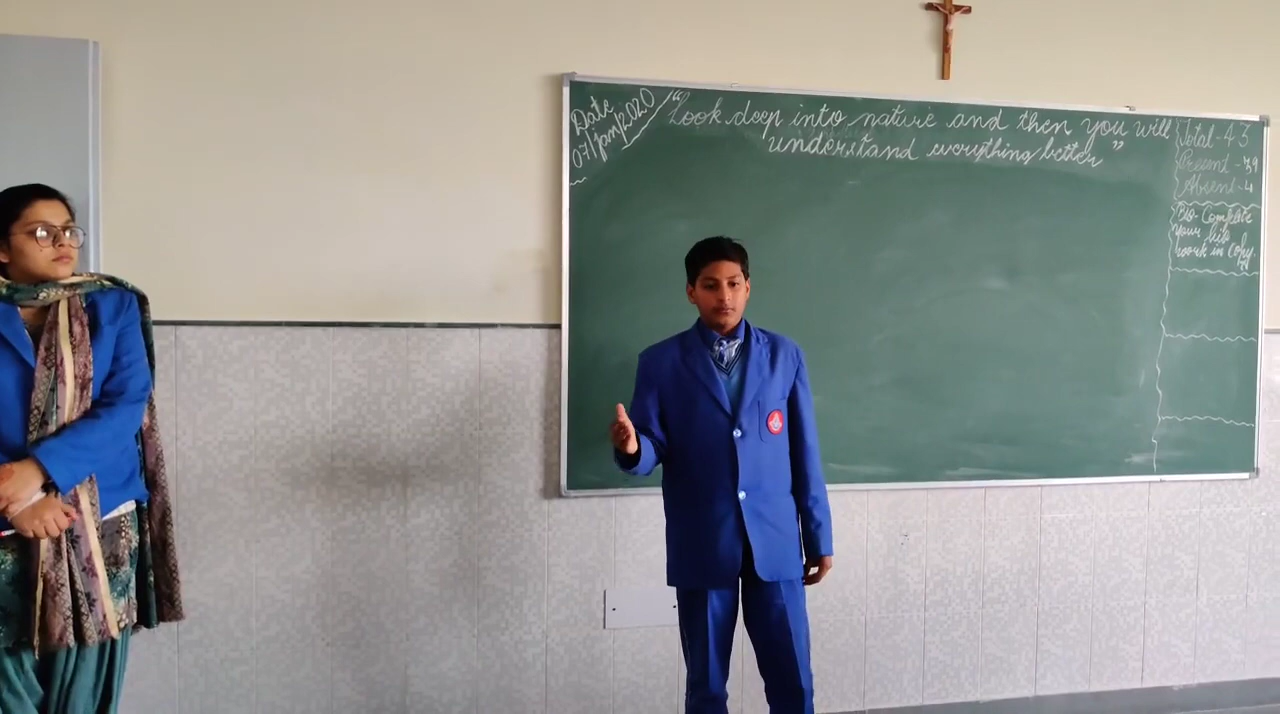 Date
07/Jan/2020
"Look deep into nature and then you will
understand everything better"
Total - 43
Present - 39
Absent - 4
Bio- Complete
your
work in Copy.